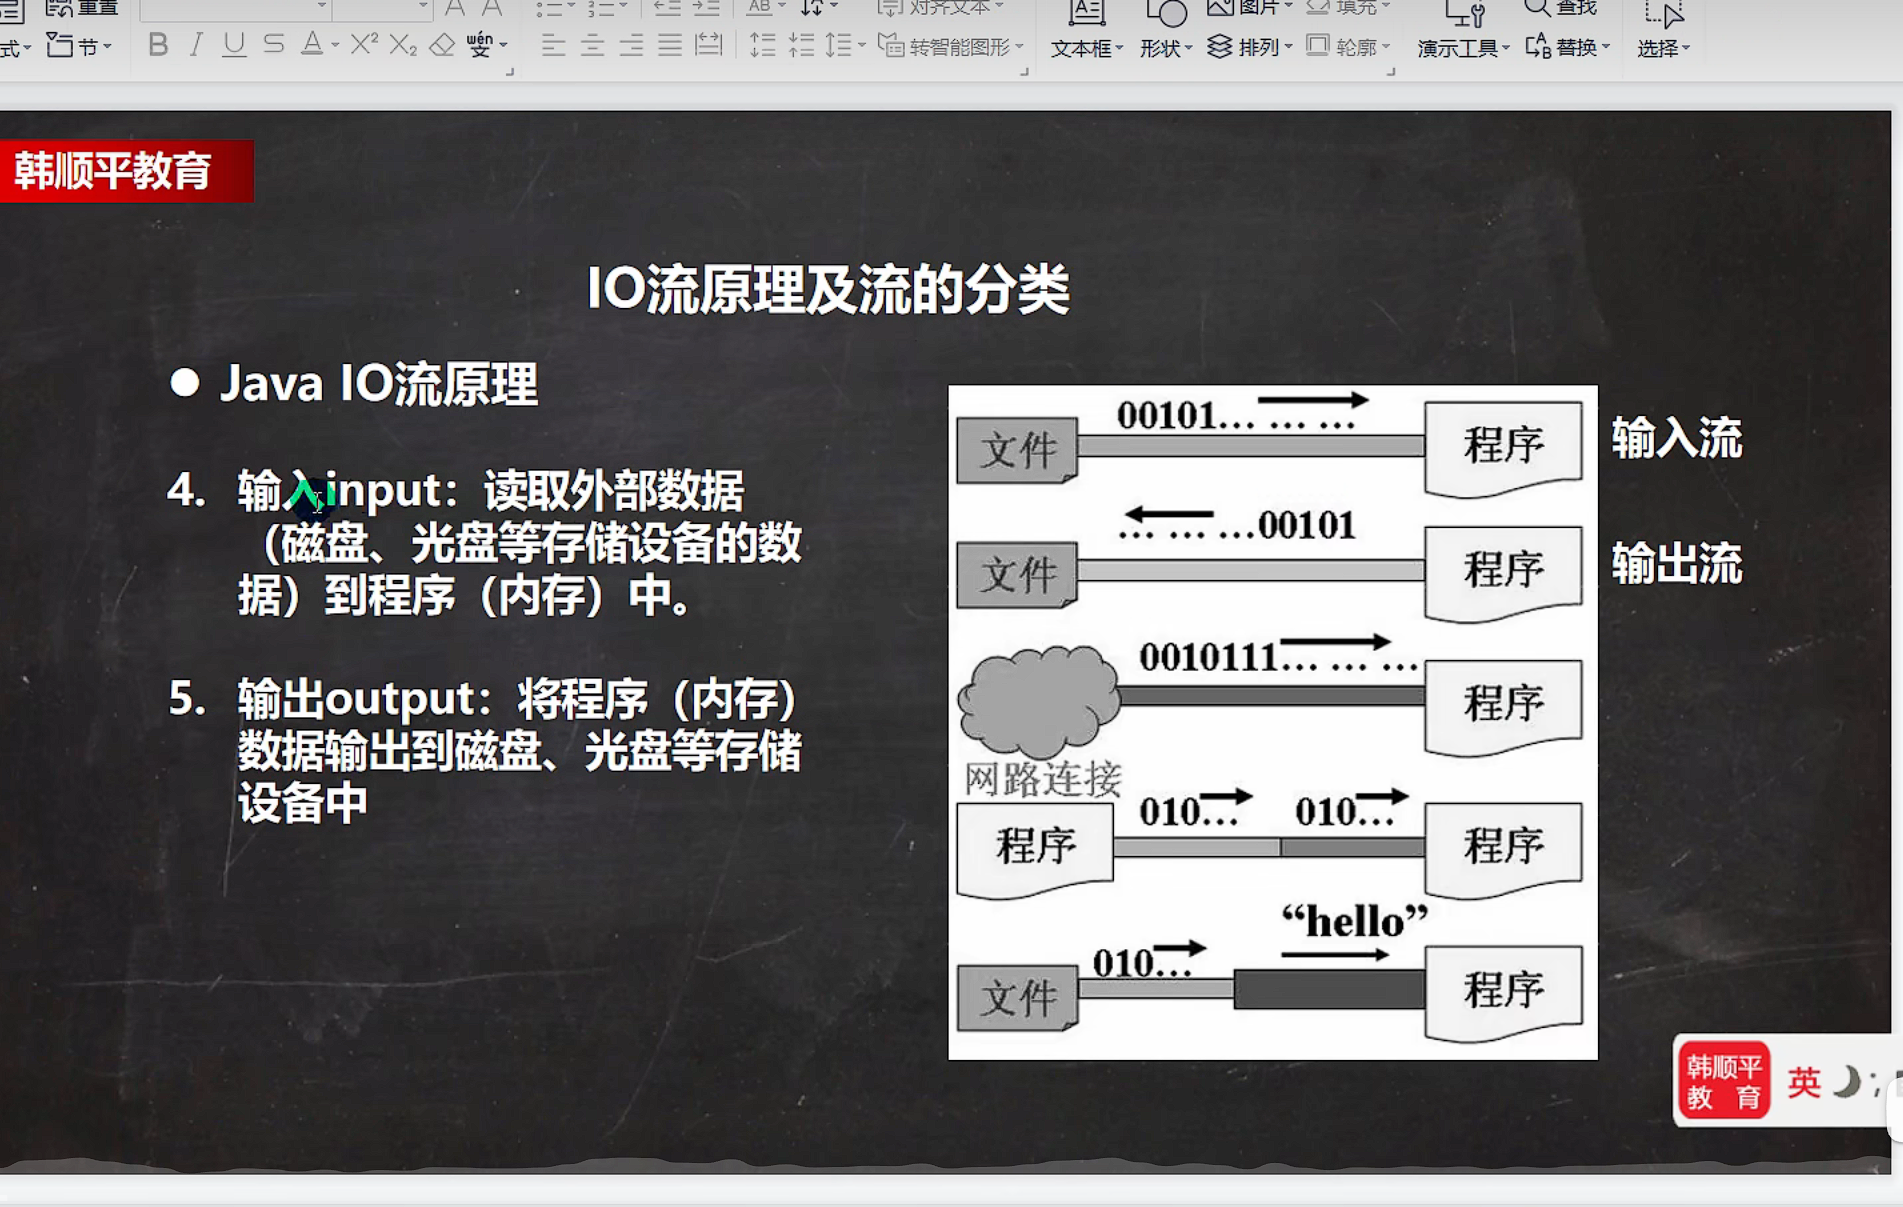 重置
A A
AB
对齐文本
图片
填充
查找
式
节
B I U S A X² X₂
wén
变
转智能图形
文本框
形状
排列
轮廓
演示工具
替换
选择
韩顺平教育
IO流原理及流的分类
● Java IO流原理
4. 输入input：读取外部数据
（磁盘、光盘等存储设备的数
据）到程序（内存）中。
5. 输出output：将程序（内存）
数据输出到磁盘、光盘等存储
设备中
00101... ... ...
文件
程序
输入流
... ... ...00101
文件
程序
输出流
0010111... ... ...
程序
网路连接
010... 010...
程序
程序
“hello”
010...
文件
程序
韩顺平
教 育
英